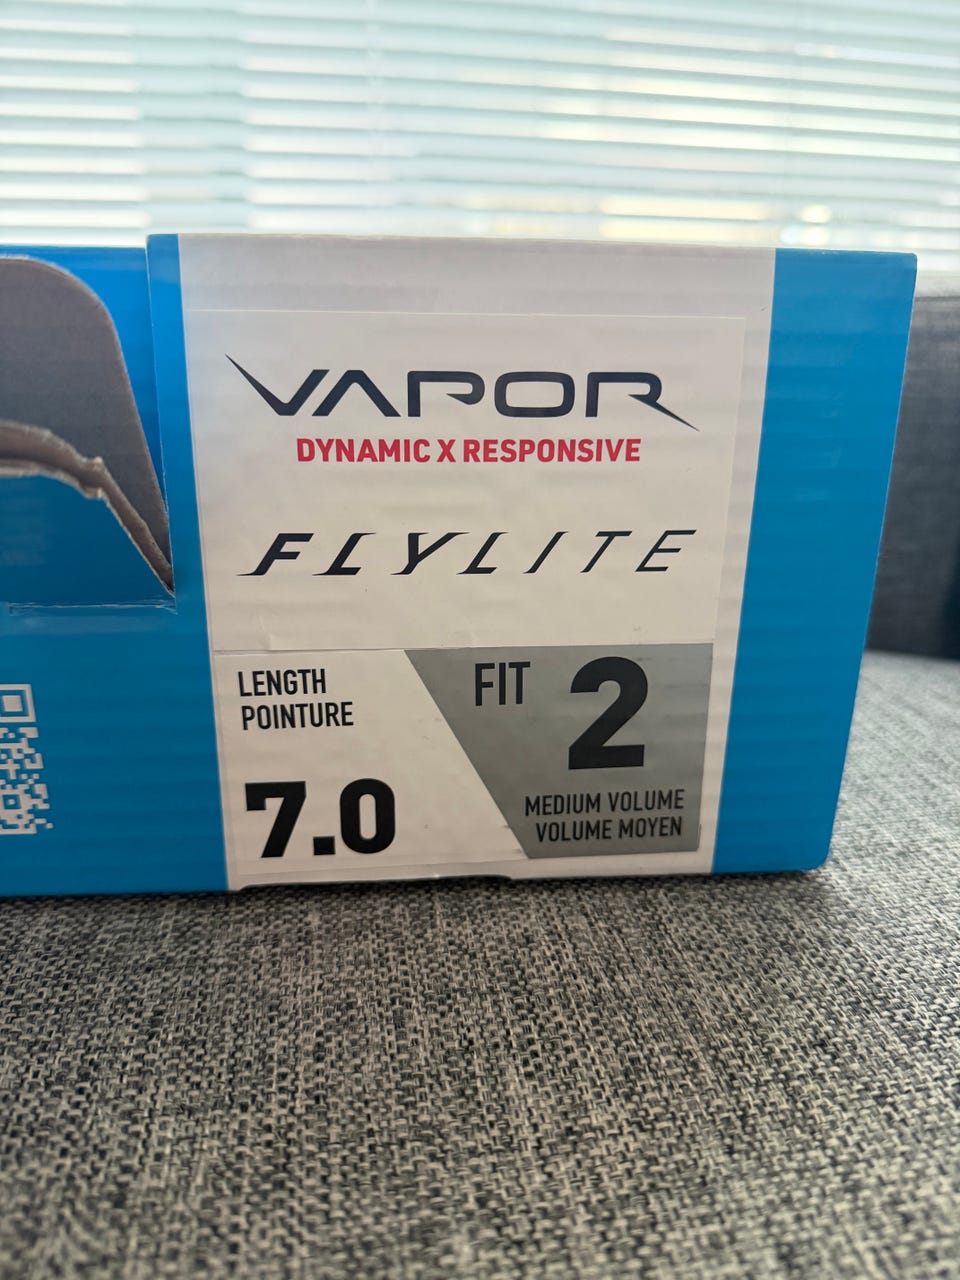 VAPOR
DYNAMIC X RESPONSIVE
FLYLITE
LENGTH
POINTURE
7.0
FIT 2
MEDIUM VOLUME
VOLUME MOYEN